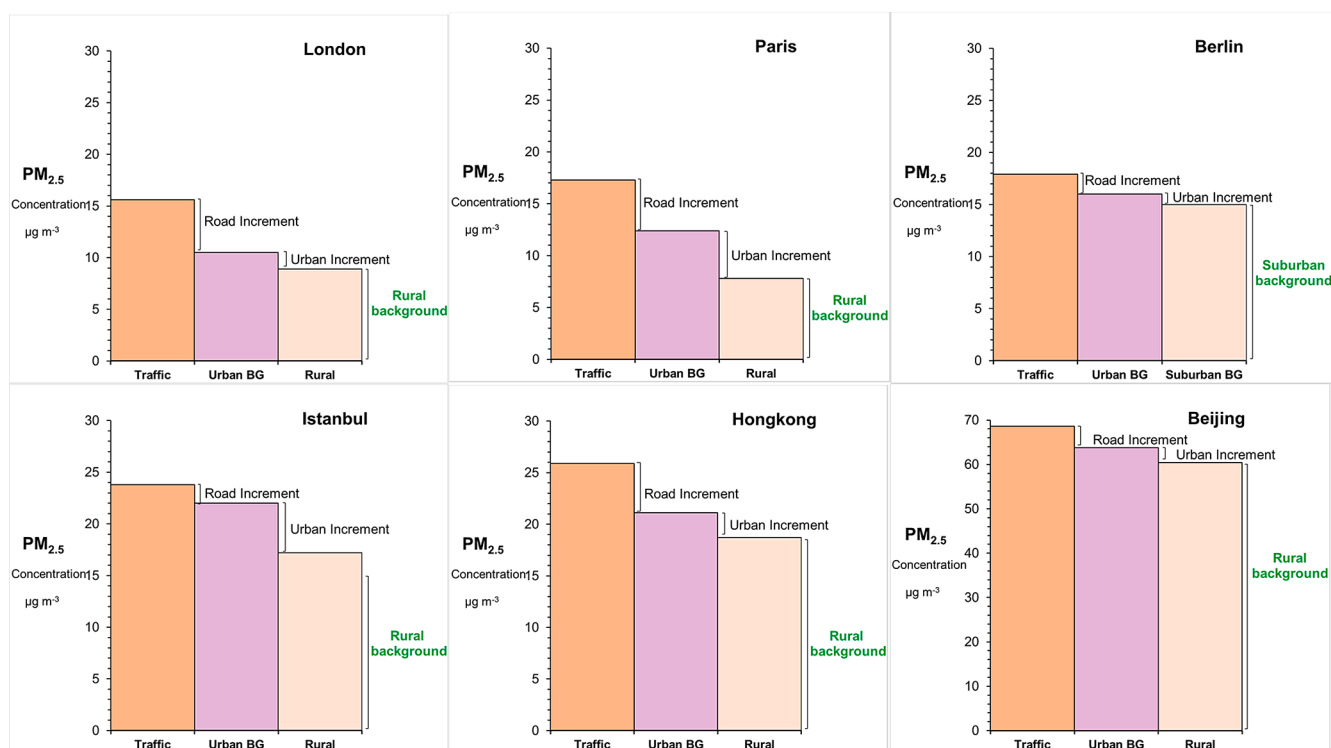 London
30
25
20
15
10
5
0
PM2.5
Concentration
µg m-3
Road Increment
Urban Increment
Rural
background
Traffic Urban BG Rural
Paris
30
25
20
15
10
5
0
PM2.5
Concentration
µg m-3
Road Increment
Urban Increment
Rural
background
Traffic Urban BG Rural
Berlin
30
25
20
15
10
5
0
PM2.5
Concentration
µg m-3
Road Increment
Urban Increment
Suburban
background
Traffic Urban BG Suburban BG
Istanbul
30
25
20
15
10
5
0
PM2.5
Concentration
µg m-3
Road Increment
Urban Increment
Rural
background
Traffic Urban BG Rural
Hongkong
30
25
20
15
10
5
0
PM2.5
Concentration
µg m-3
Road Increment
Urban Increment
Rural
background
Traffic Urban BG Rural
Beijing
70
60
50
40
30
20
10
0
PM2.5
Concentration
µg m-3
Road Increment
Urban Increment
Rural
background
Traffic Urban BG Rural